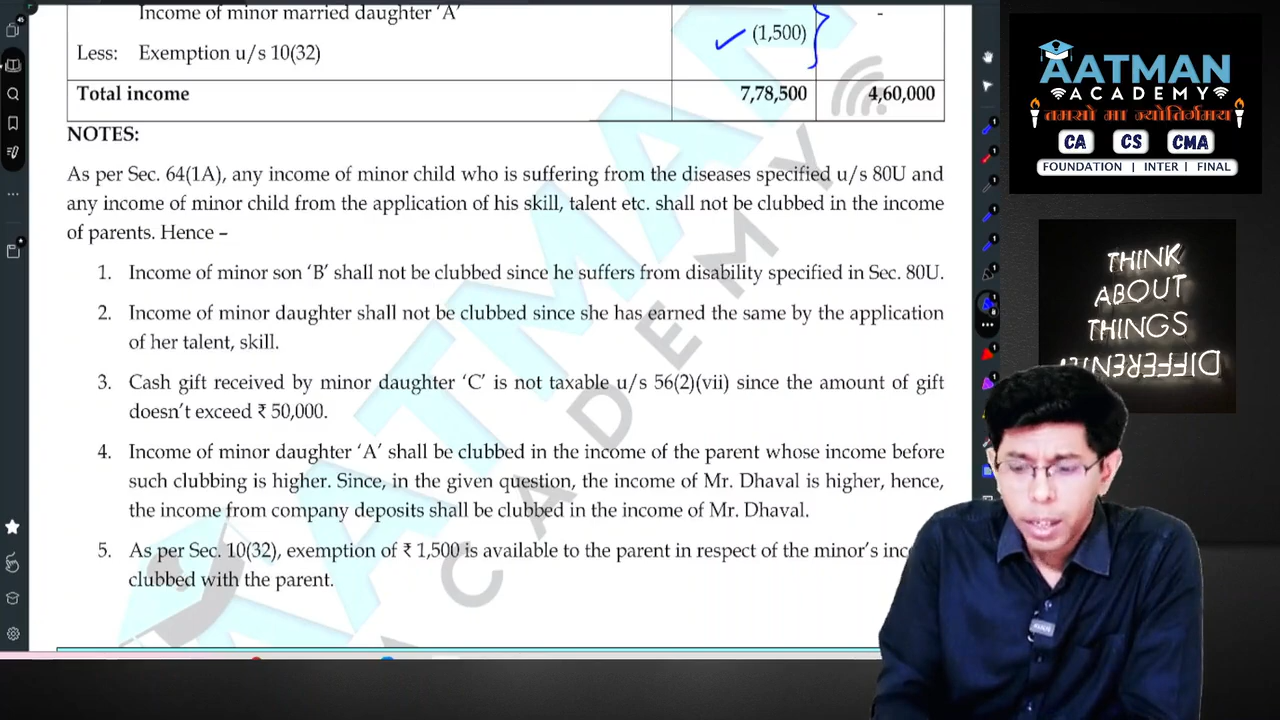 Income of minor married daughter ‘A’
-
Less: Exemption u/s 10(32)
(1,500)
Total income 7,78,500 4,60,000
NOTES:
As per Sec. 64(1A), any income of minor child who is suffering from the diseases specified u/s 80U and
any income of minor child from the application of his skill, talent etc. shall not be clubbed in the income
of parents. Hence –
1. Income of minor son ‘B’ shall not be clubbed since he suffers from disability specified in Sec. 80U.
2. Income of minor daughter shall not be clubbed since she has earned the same by the application
of her talent, skill.
3. Cash gift received by minor daughter ‘C’ is not taxable u/s 56(2)(vii) since the amount of gift
doesn’t exceed ₹ 50,000.
4. Income of minor daughter ‘A’ shall be clubbed in the income of the parent whose income before
such clubbing is higher. Since, in the given question, the income of Mr. Dhaval is higher, hence,
the income from company deposits shall be clubbed in the income of Mr. Dhaval.
5. As per Sec. 10(32), exemption of ₹ 1,500 is available to the parent in respect of the minor’s
clubbed with the parent.
AATMAN
ACADEMY
AATMAN
ACADEMY
तमसो मा ज्योतिर्गमय
CA CS CMA
FOUNDATION | INTER | FINAL
THINK
ABOUT
THINGS
DIFFERENTLY